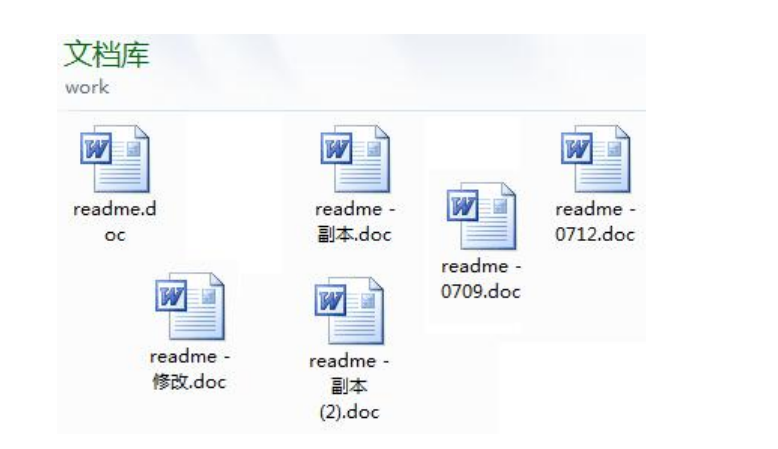 文档库
work
readme.d
oc
readme -
副本.doc
readme -
0709.doc
readme -
0712.doc
readme -
修改.doc
readme -
副本
(2).doc